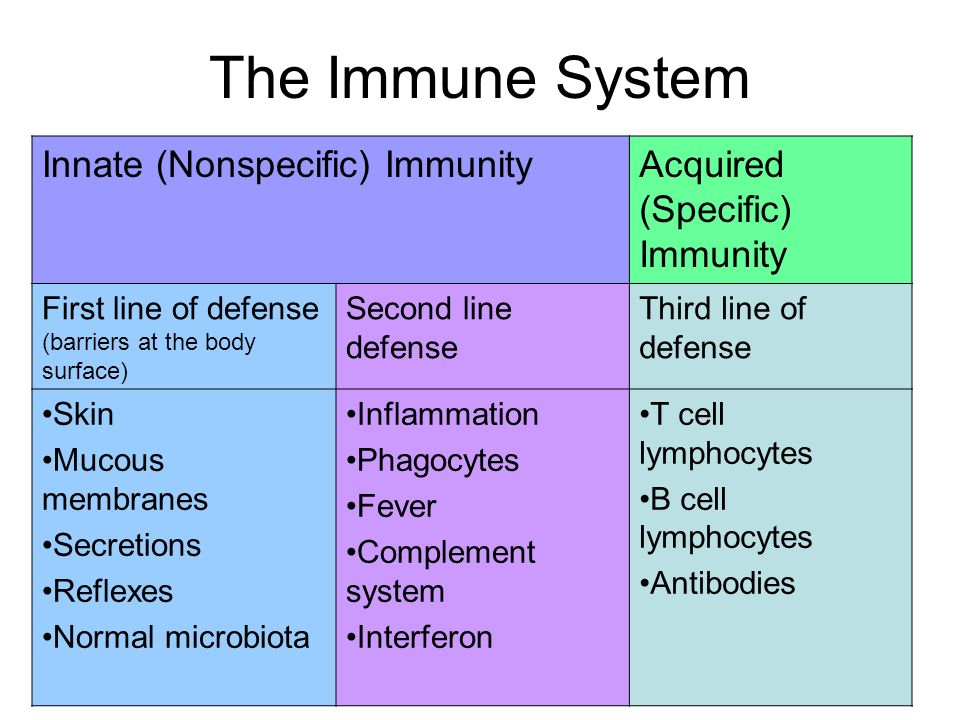 The Immune System
Innate (Nonspecific) Immunity
Acquired
(Specific)
Immunity
First line of defense
(barriers at the body
surface)
Second line
defense
Third line of
defense
•Skin
•Mucous
membranes
•Secretions
•Reflexes
•Normal microbiota
•Inflammation
•Phagocytes
•Fever
•Complement
system
•Interferon
•T cell
lymphocytes
•B cell
lymphocytes
•Antibodies